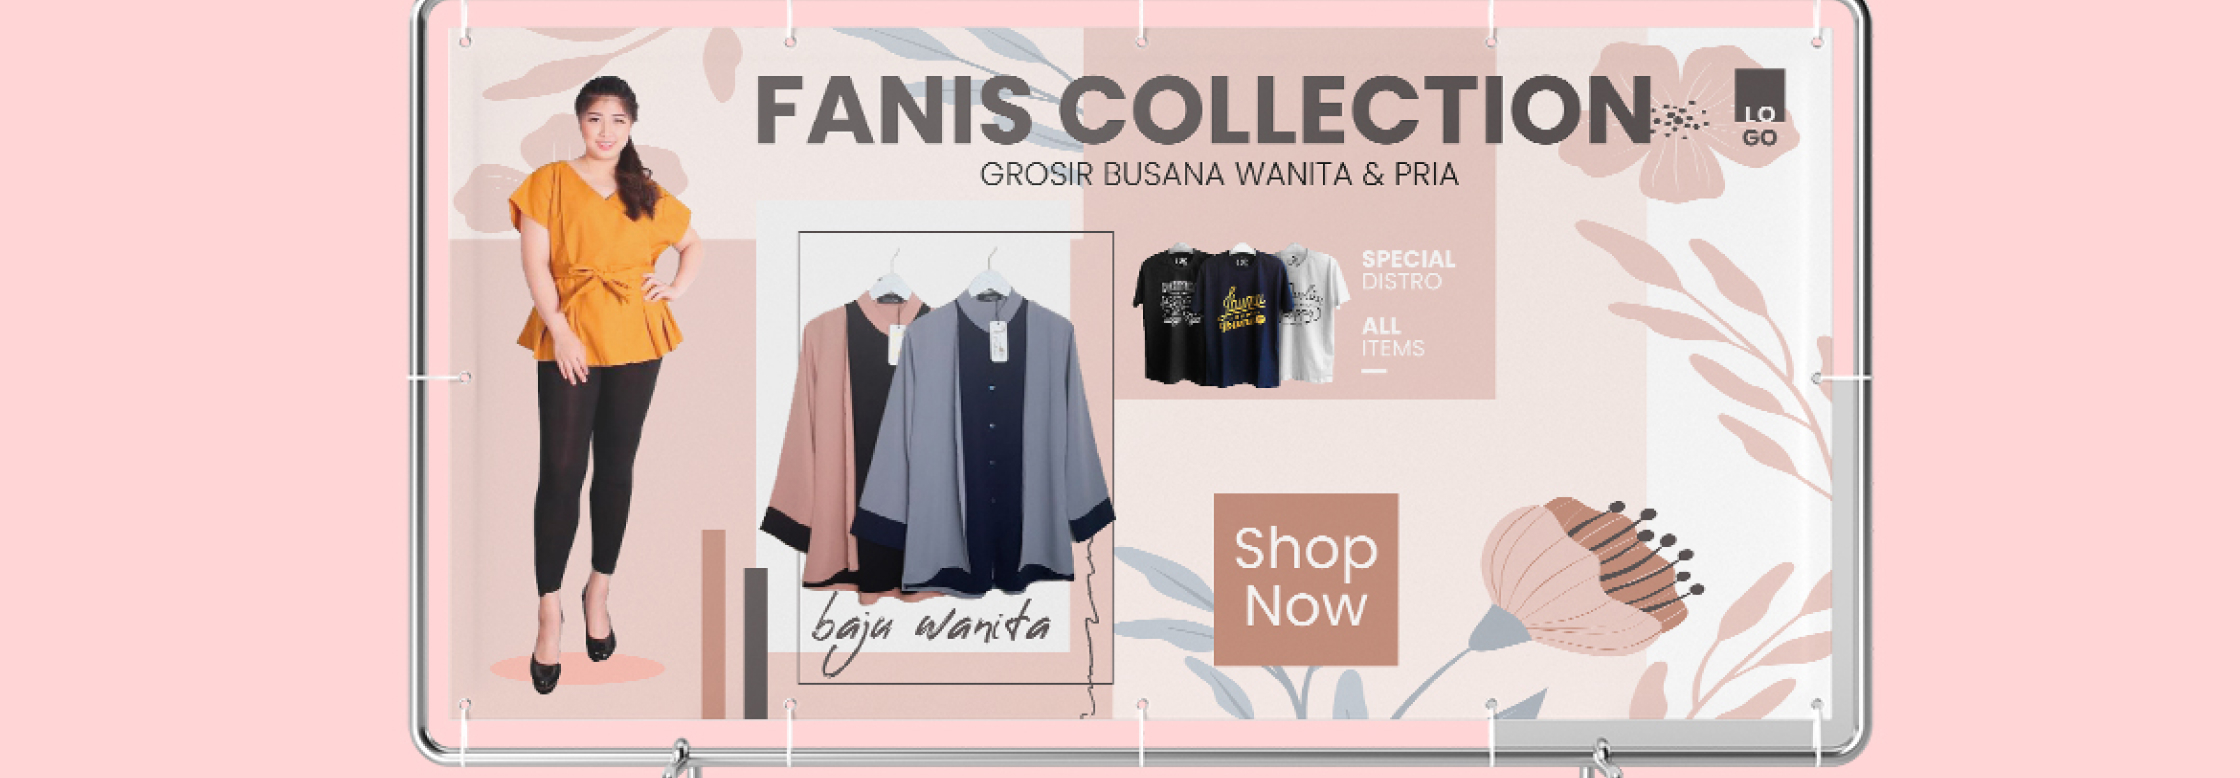 FANIS COLLECTION
LO
GO
GROSIR BUSANA WANITA & PRIA
SPECIAL
DISTRO
ALL
ITEMS
baju wanita
Shop
Now